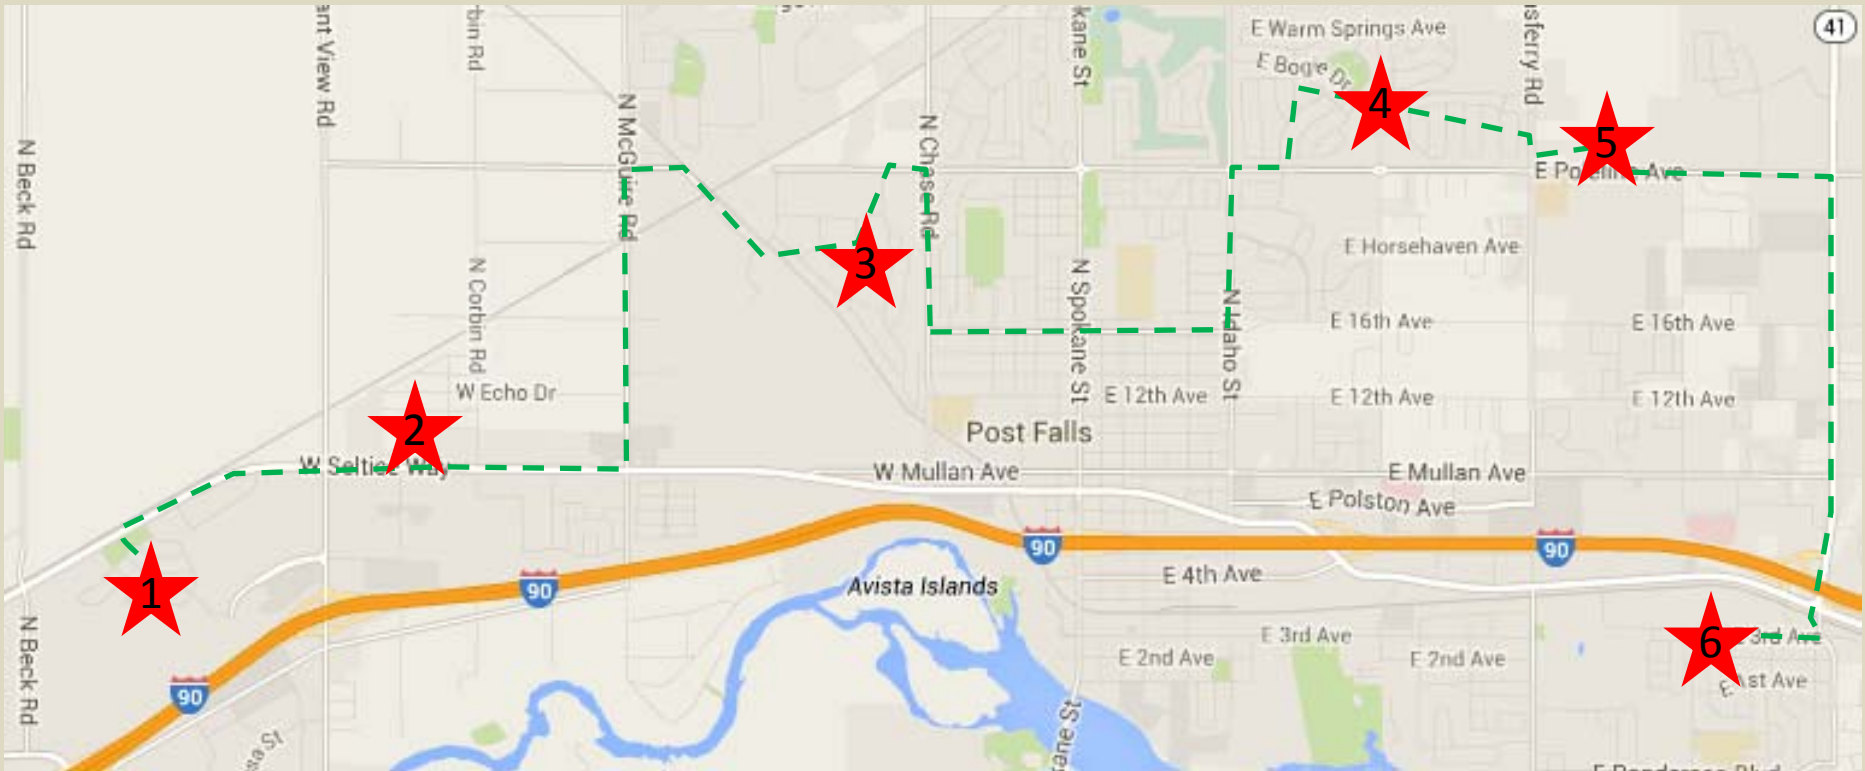 E Warm Springs Ave
41
E Bogie Dr
4
5
N McGuire Rd
N Chase Rd
N Beck Rd
E Horsehaven Ave
3
N Corbin Rd
N Spokane St
N Idaho St
E 16th Ave
E 16th Ave
W Echo Dr
E 12th Ave
E 12th Ave
E 12th Ave
2
Post Falls
W Seltice Way
W Mullan Ave
E Mullan Ave
E Polston Ave
90
90
90
E 4th Ave
Avista Islands
1
N Beck Rd
E 3rd Ave
6
3rd Ave
E 2nd Ave
E 2nd Ave
90